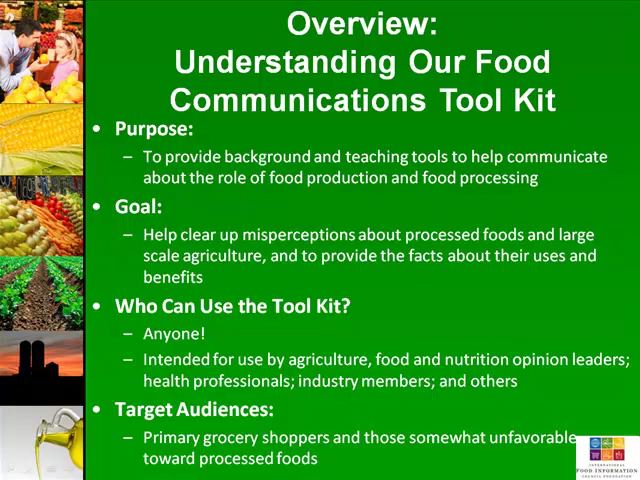 Overview:
Understanding Our Food
Communications Tool Kit
• Purpose:
– To provide background and teaching tools to help communicate
about the role of food production and food processing
• Goal:
– Help clear up misperceptions about processed foods and large
scale agriculture, and to provide the facts about their uses and
benefits
• Who Can Use the Tool Kit?
– Anyone!
– Intended for use by agriculture, food and nutrition opinion leaders;
health professionals; industry members; and others
• Target Audiences:
– Primary grocery shoppers and those somewhat unfavorable
toward processed foods
INTERNATIONAL
FOOD INFORMATION
COUNCIL FOUNDATION